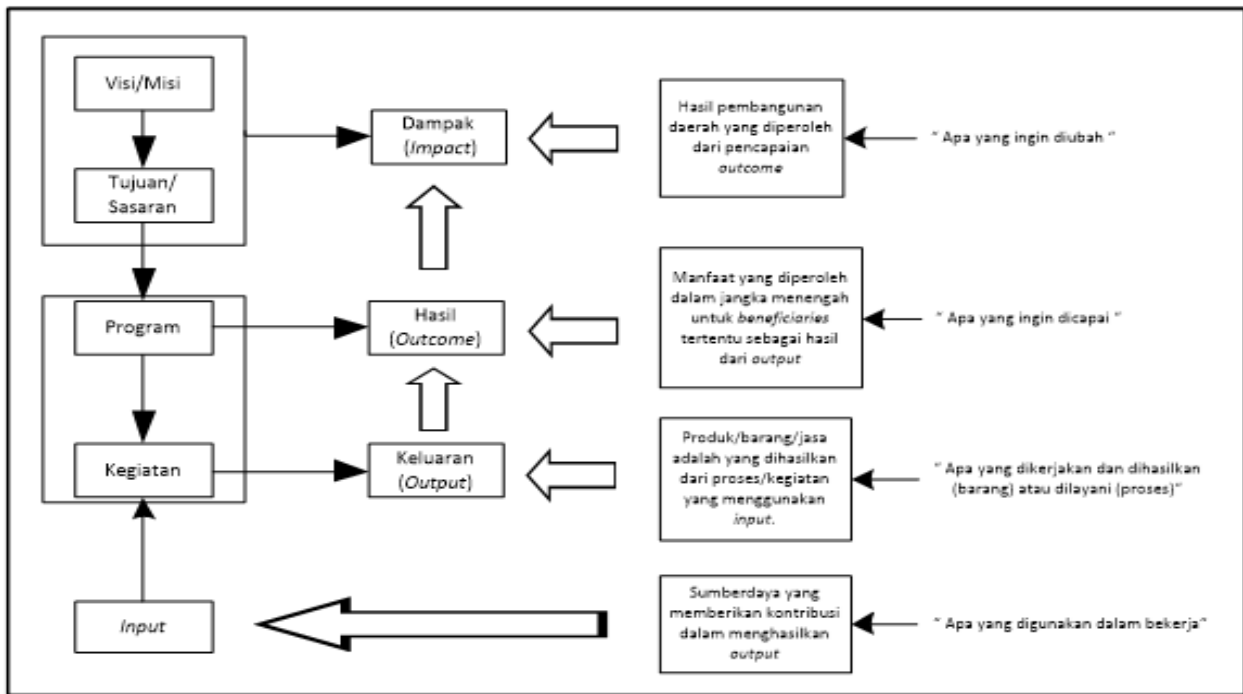 Visi/Misi
Tujuan/
Sasaran
Dampak
(Impact)
Hasil pembangunan
daerah yang diperoleh
dari pencapaian
outcome
" Apa yang ingin diubah "
Program
Hasil
(Outcome)
Manfaat yang diperoleh
dalam jangka menengah
untuk beneficiaries
tertentu sebagai hasil
dari output
" Apa yang ingin dicapai "
Kegiatan
Keluaran
(Output)
Produk/barang/jasa
adalah yang dihasilkan
dari proses/kegiatan
yang menggunakan
input.
" Apa yang dikerjakan dan dihasilkan
(barang) atau dilayani (proses)"
Input
Sumberdaya yang
memberikan kontribusi
dalam menghasilkan
output
" Apa yang digunakan dalam bekerja"